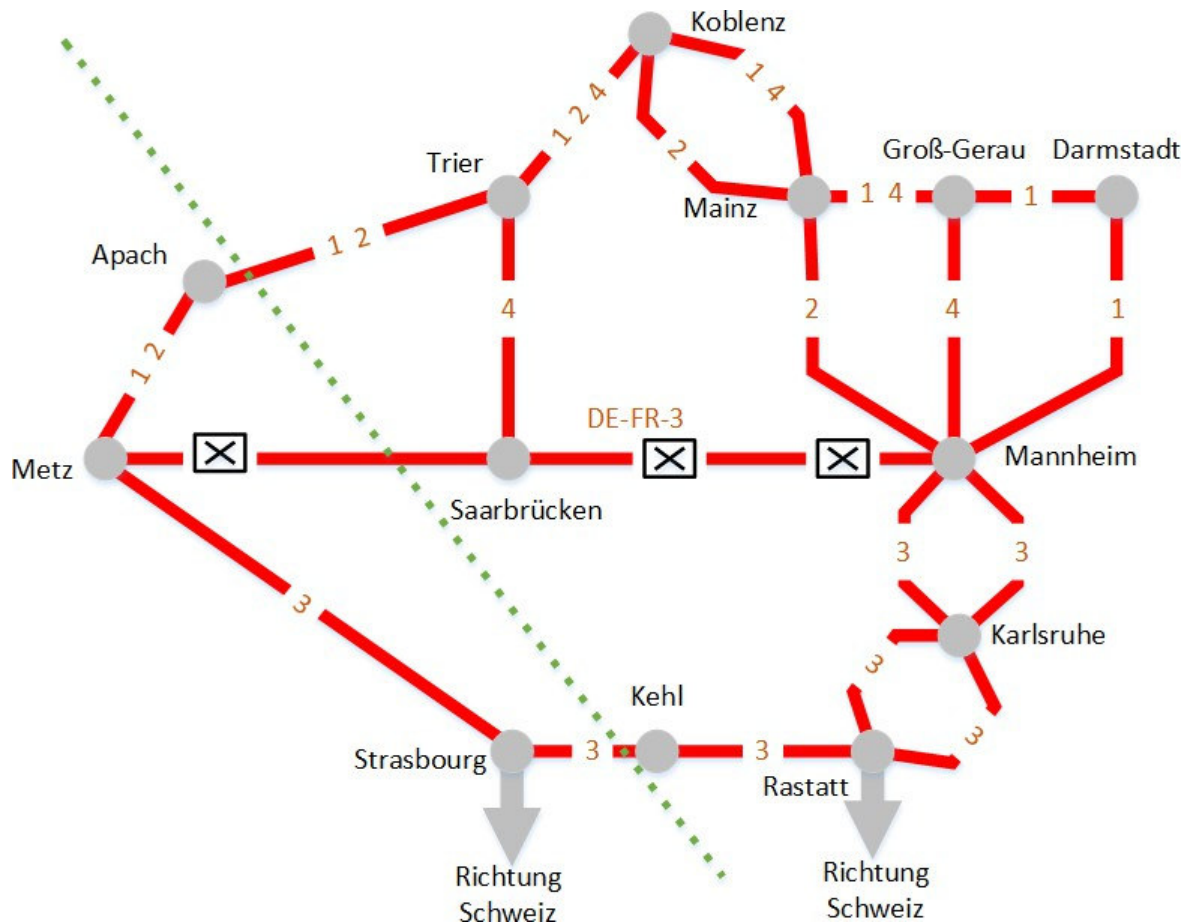 Koblenz
1 4
1 2 4
2
Trier
Groß-Gerau
Darmstadt
Mainz
1 4
1
Apach
1 2
4
2
4
1
1 2
DE-FR-3
Metz
Saarbrücken
Mannheim
3
3
3
Karlsruhe
3
Kehl
3
Strasbourg
3
3
Rastatt
Richtung
Schweiz
Richtung
Schweiz